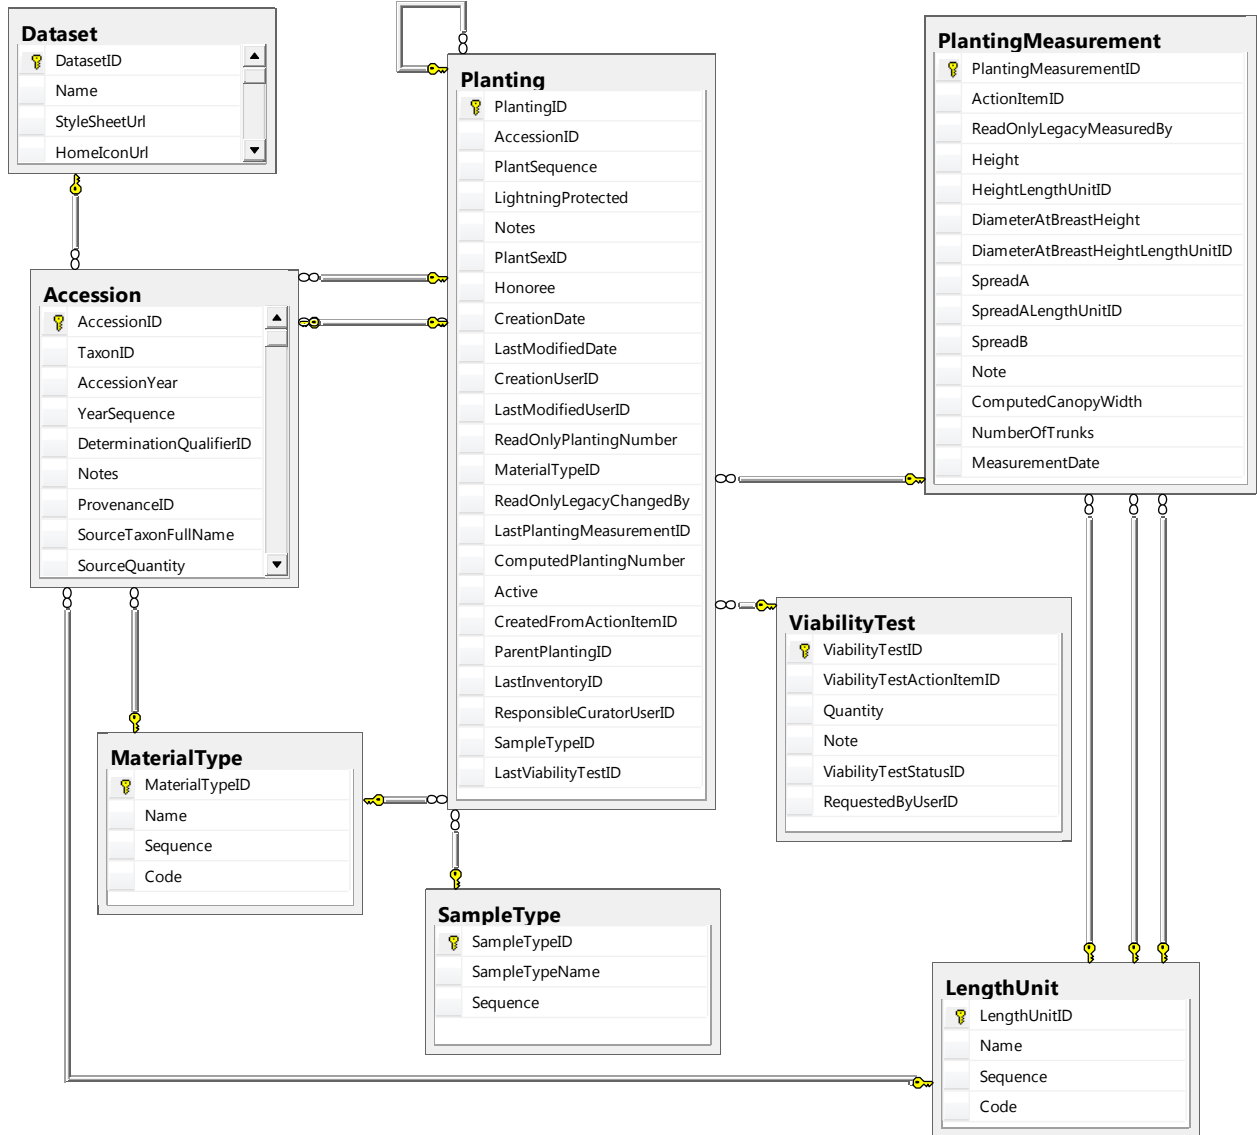 Dataset
DatasetID
Name
StyleSheetUrl
HomeIconUrl
Accession
AccessionID
TaxonID
AccessionYear
YearSequence
DeterminationQualifierID
Notes
ProvenanceID
SourceTaxonFullName
SourceQuantity
MaterialType
MaterialTypeID
Name
Sequence
Code
Planting
PlantingID
AccessionID
PlantSequence
LightningProtected
Notes
PlantSexID
Honoree
CreationDate
LastModifiedDate
CreationUserID
LastModifiedUserID
ReadOnlyPlantingNumber
MaterialTypeID
ReadOnlyLegacyChangedBy
LastPlantingMeasurementID
ComputedPlantingNumber
Active
CreatedFromActionItemID
ParentPlantingID
LastInventoryID
ResponsibleCuratorUserID
SampleTypeID
LastViabilityTestID
SampleType
SampleTypeID
SampleTypeName
Sequence
PlantingMeasurement
PlantingMeasurementID
ActionItemID
ReadOnlyLegacyMeasuredBy
Height
HeightLengthUnitID
DiameterAtBreastHeight
DiameterAtBreastHeightLengthUnitID
SpreadA
SpreadALengthUnitID
SpreadB
Note
ComputedCanopyWidth
NumberOfTrunks
MeasurementDate
ViabilityTest
ViabilityTestID
ViabilityTestActionItemID
Quantity
Note
ViabilityTestStatusID
RequestedByUserID
LengthUnit
LengthUnitID
Name
Sequence
Code